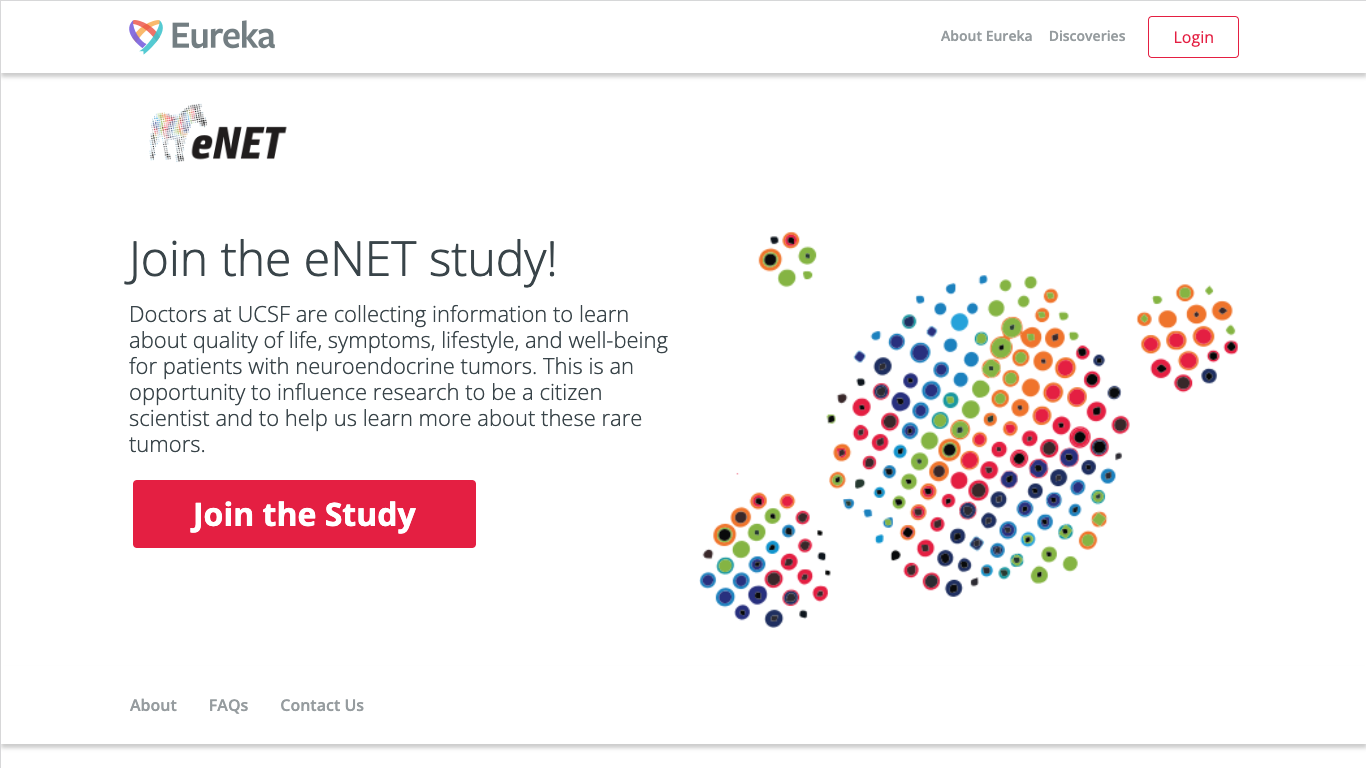 Eureka
About Eureka
Discoveries
Login
eNET
Join the eNET study!
Doctors at UCSF are collecting information to learn
about quality of life, symptoms, lifestyle, and well-being
for patients with neuroendocrine tumors. This is an
opportunity to influence research to be a citizen
scientist and to help us learn more about these rare
tumors.
Join the Study
About
FAQs
Contact Us